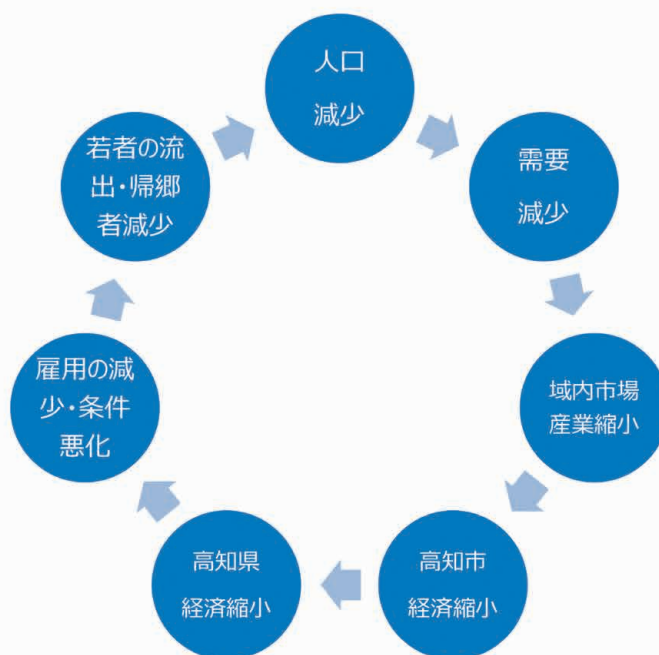 人口
減少
需要
減少
域内市場
産業縮小
高知市
経済縮小
高知県
経済縮小
雇用の減
少・条件
悪化
若者の流
出・帰郷
者減少